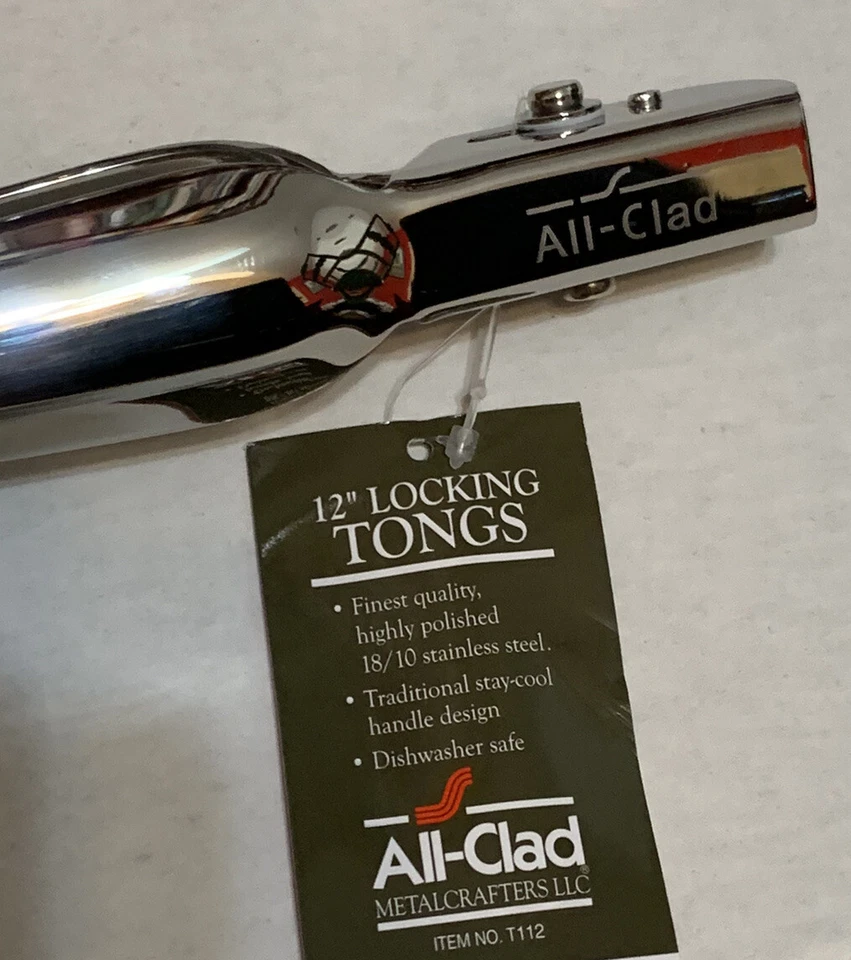 All-Clad
12" LOCKING
TONGS
• Finest quality,
highly polished
18/10 stainless steel.
• Traditional stay-cool
handle design
• Dishwasher safe
All-Clad®
METALCRAFTERS LLC
ITEM NO. T112